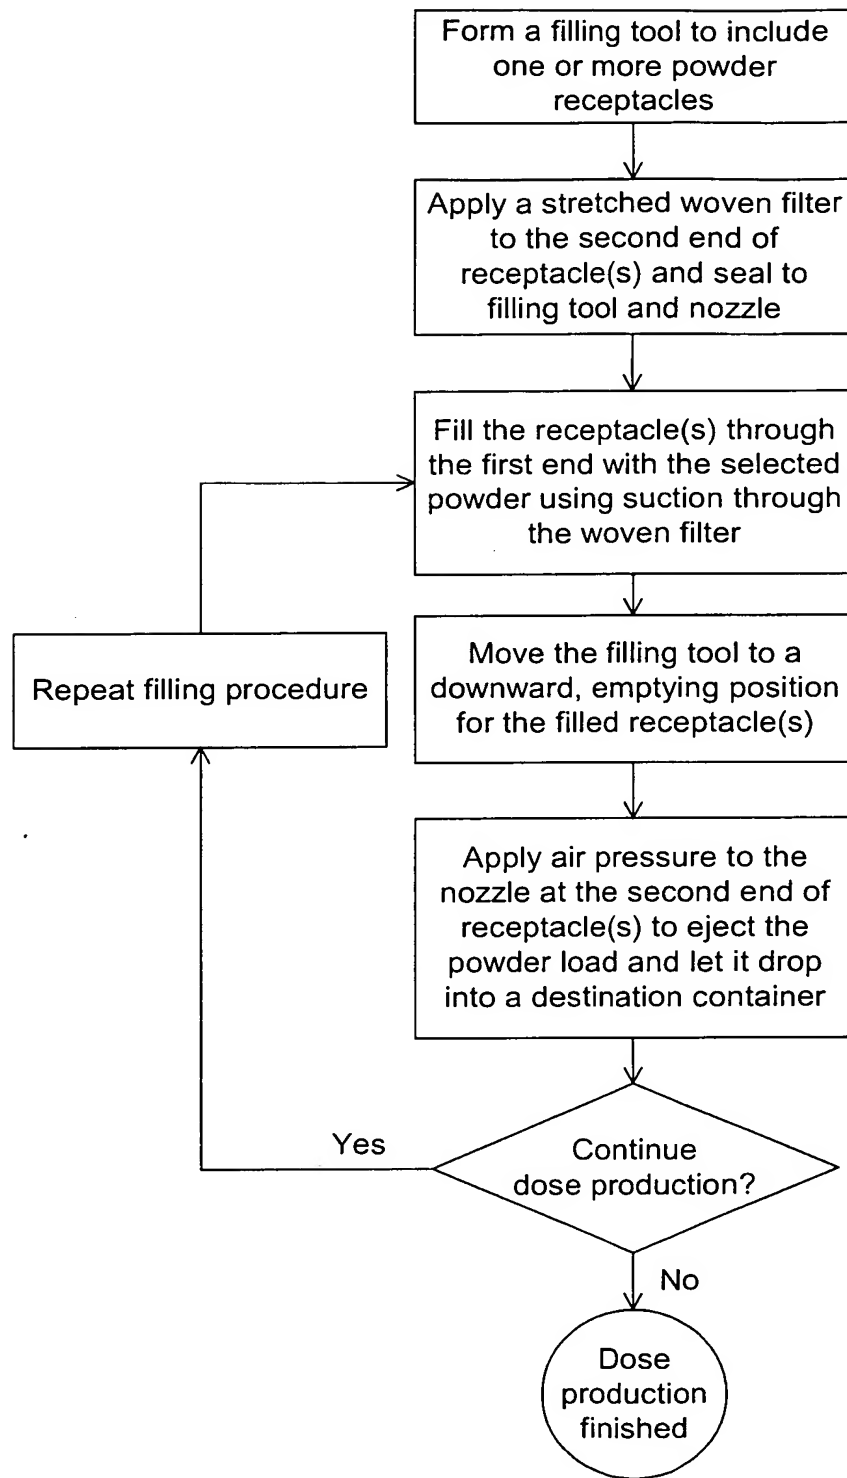 Form a filling tool to include
one or more powder
receptacles
Apply a stretched woven filter
to the second end of
receptacle(s) and seal to
filling tool and nozzle
Fill the receptacle(s) through
the first end with the selected
powder using suction through
the woven filter
Repeat filling procedure
Move the filling tool to a
downward, emptying position
for the filled receptacle(s)
Apply air pressure to the
nozzle at the second end of
receptacle(s) to eject the
powder load and let it drop
into a destination container
Yes
Continue
dose production?
No
Dose
production
finished